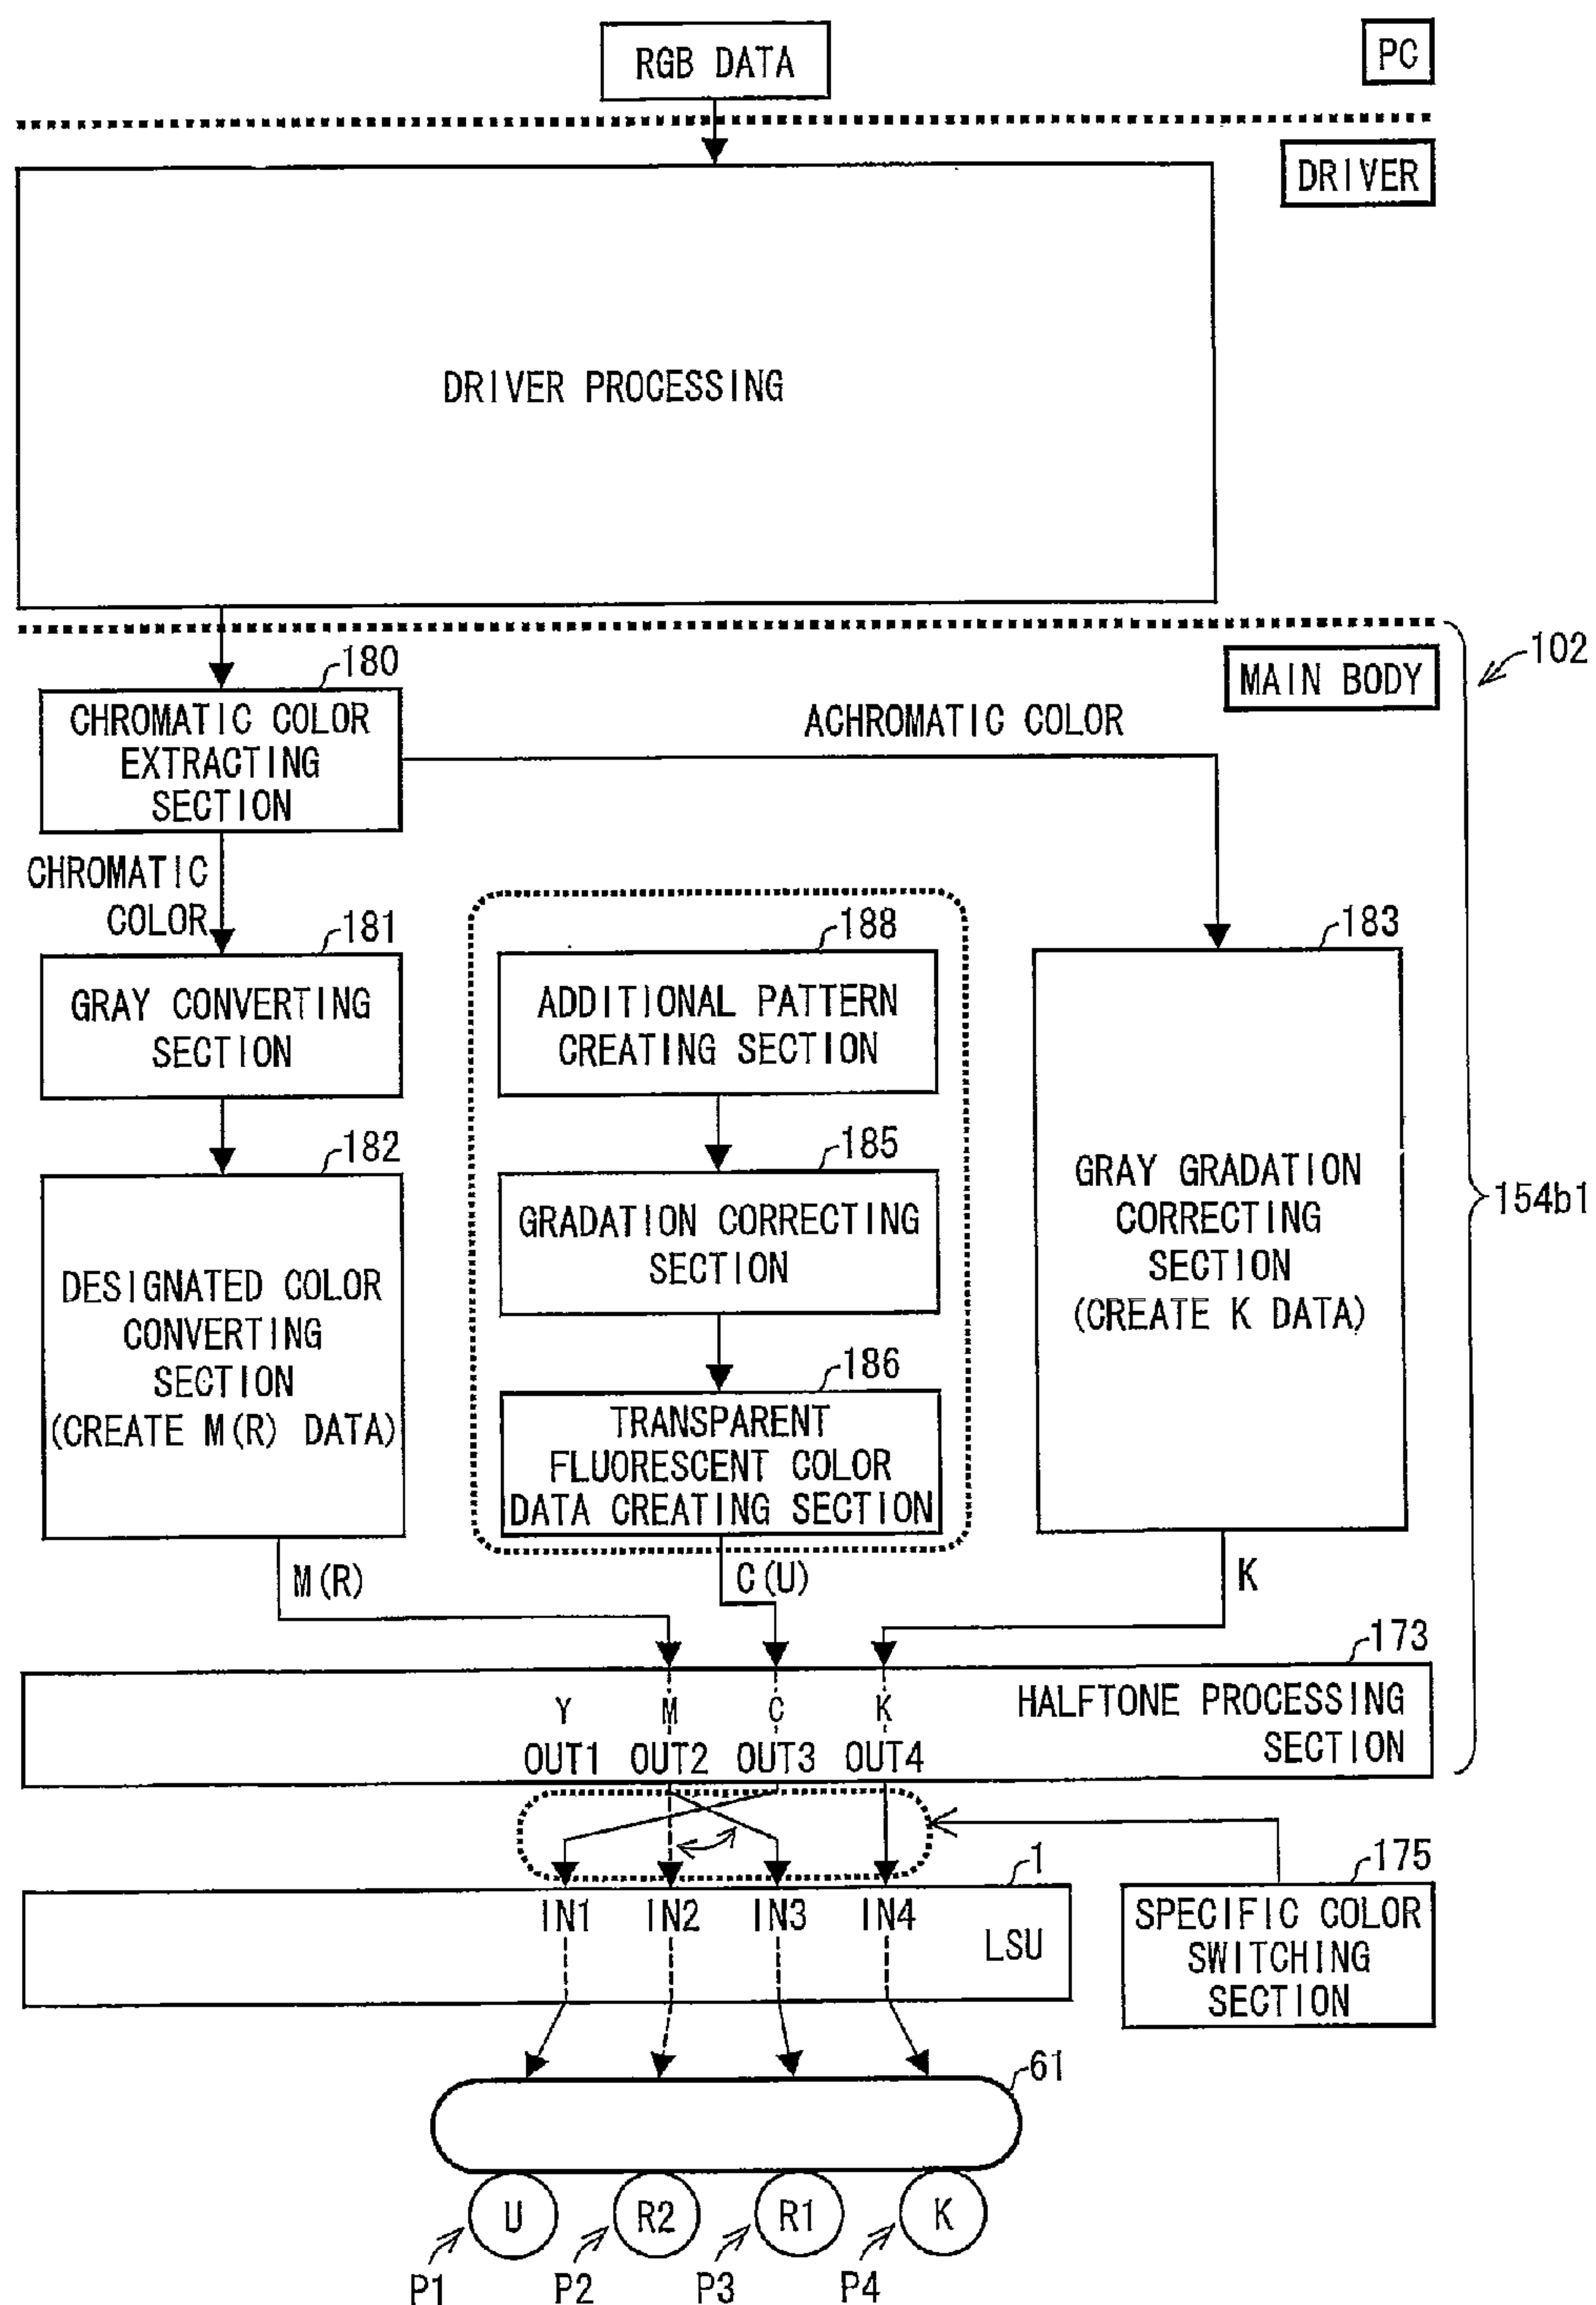 RGB DATA
PC
DRIVER
DRIVER PROCESSING
102
MAIN BODY
180
CHROMATIC COLOR
EXTRACTING
SECTION
ACHROMATIC COLOR
CHROMATIC
COLOR
181
GRAY CONVERTING
SECTION
188
ADDITIONAL PATTERN
CREATING SECTION
183
GRAY GRADATION
CORRECTING
SECTION
(CREATE K DATA)
182
DESIGNATED COLOR
CONVERTING
SECTION
(CREATE M(R) DATA)
185
GRADATION CORRECTING
SECTION
154b1
186
TRANSPARENT
FLUORESCENT COLOR
DATA CREATING SECTION
M(R)
C(U)
K
173
Y M C K
HALFTONE PROCESSING
SECTION
OUT1 OUT2 OUT3 OUT4
1
175
IN1 IN2 IN3 IN4
LSU
SPECIFIC COLOR
SWITCHING
SECTION
61
U R2 R1 K
P1 P2 P3 P4